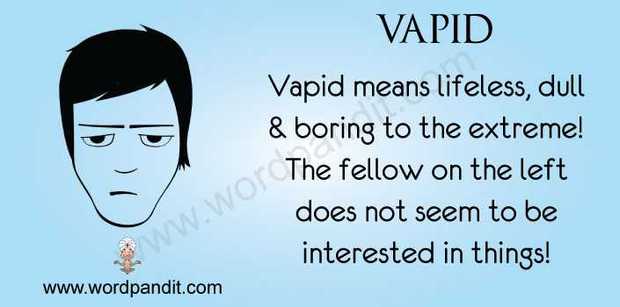 VAPID
Vapid means lifeless, dull
& boring to the extreme!
The fellow on the left
does not seem to be
interested in things!
www.wordpandit.com
www.wordpandit.com